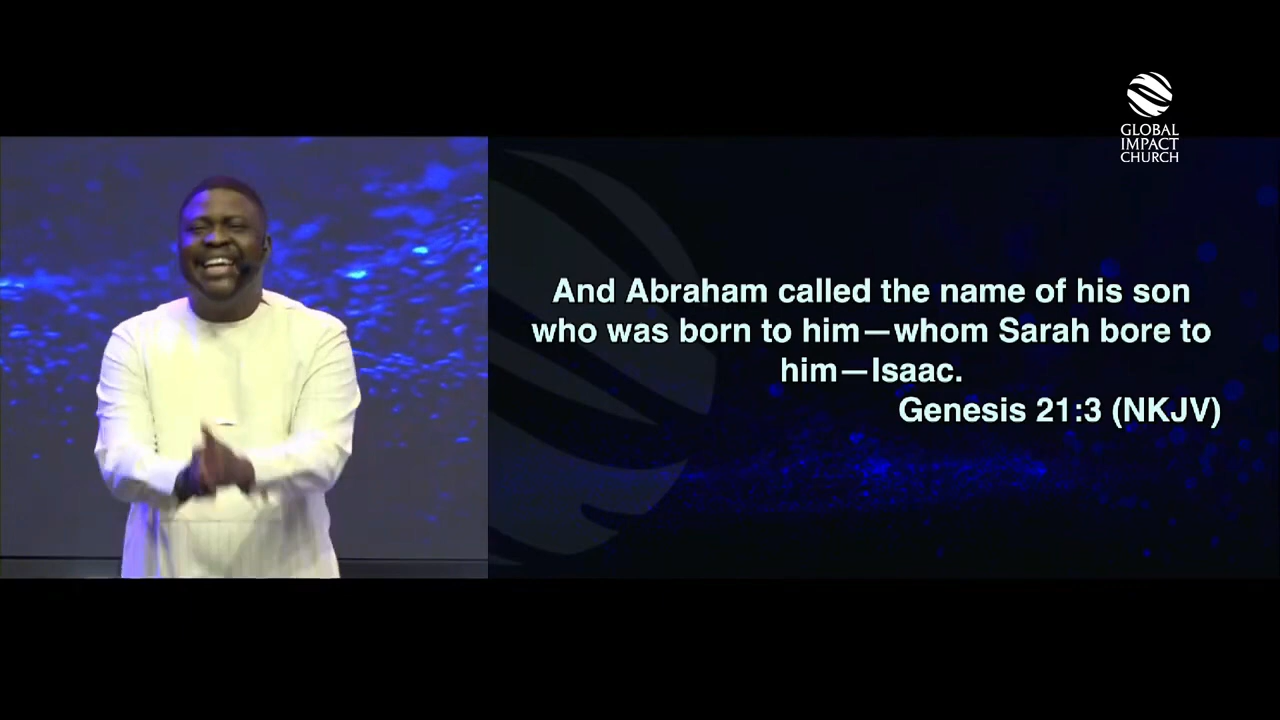 GLOBAL
IMPACT
CHURCH
And Abraham called the name of his son
who was born to him—whom Sarah bore to
him—Isaac.
Genesis 21:3 (NKJV)